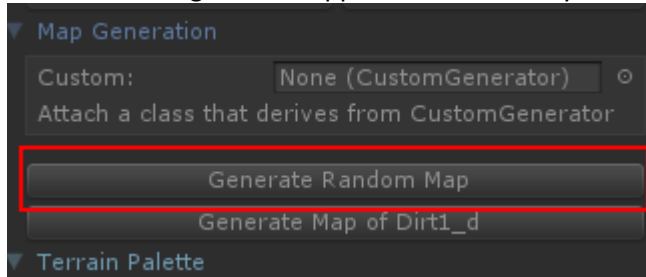 Map Generation
Custom: None (CustomGenerator)
Attach a class that derives from CustomGenerator
Generate Random Map
Generate Map of Dirt1_d
Terrain Palette